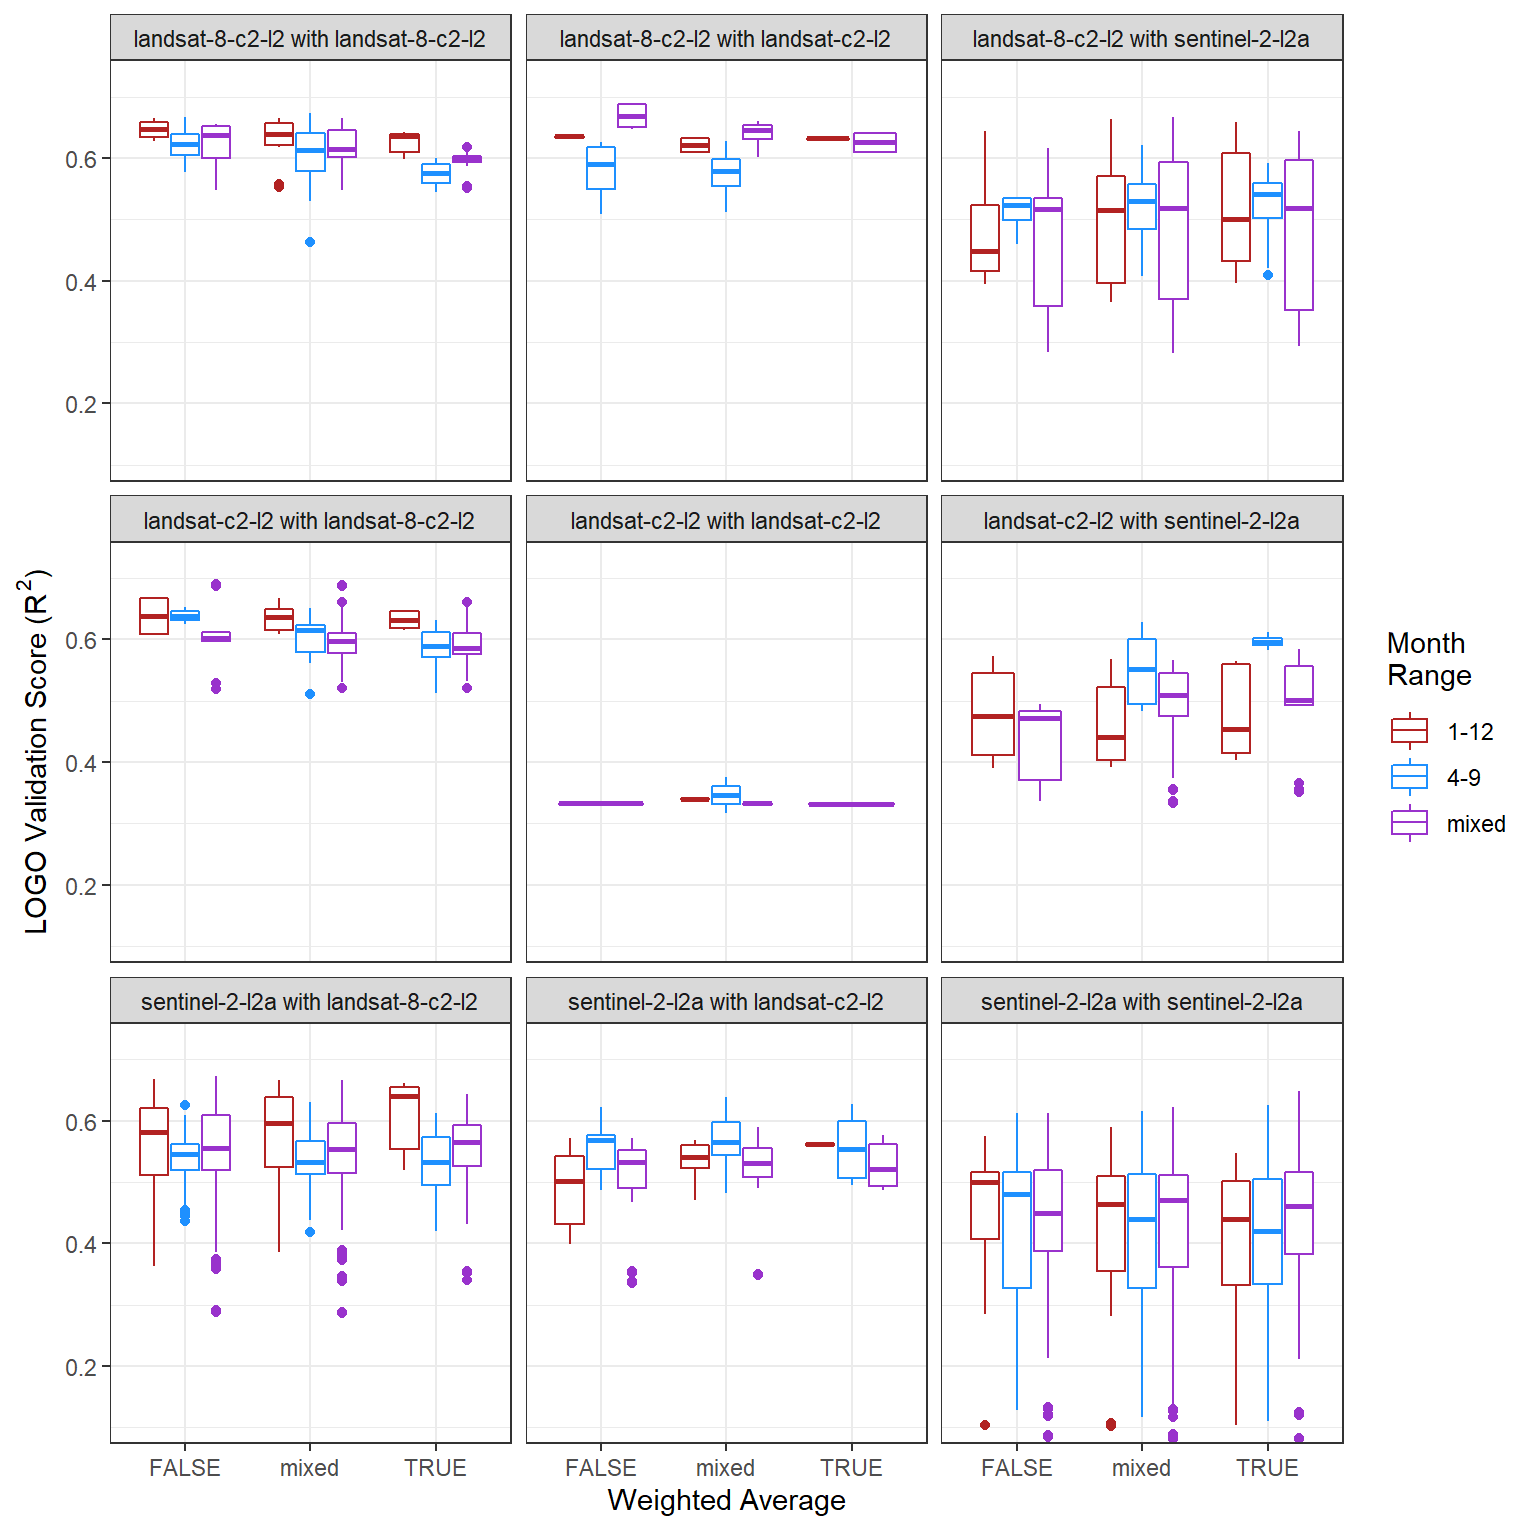 landsat-8-c2-l2 with landsat-8-c2-l2
landsat-8-c2-l2 with landsat-c2-l2
landsat-8-c2-l2 with sentinel-2-l2a
0.6
0.4
0.2
landsat-c2-l2 with landsat-8-c2-l2
landsat-c2-l2 with landsat-c2-l2
landsat-c2-l2 with sentinel-2-l2a
0.6
0.4
0.2
sentinel-2-l2a with landsat-8-c2-l2
sentinel-2-l2a with landsat-c2-l2
sentinel-2-l2a with sentinel-2-l2a
0.6
0.4
0.2
FALSE
mixed
TRUE
FALSE
mixed
TRUE
FALSE
mixed
TRUE
Weighted Average
LOGO Validation Score (R²)
Month
Range
1-12
4-9
mixed